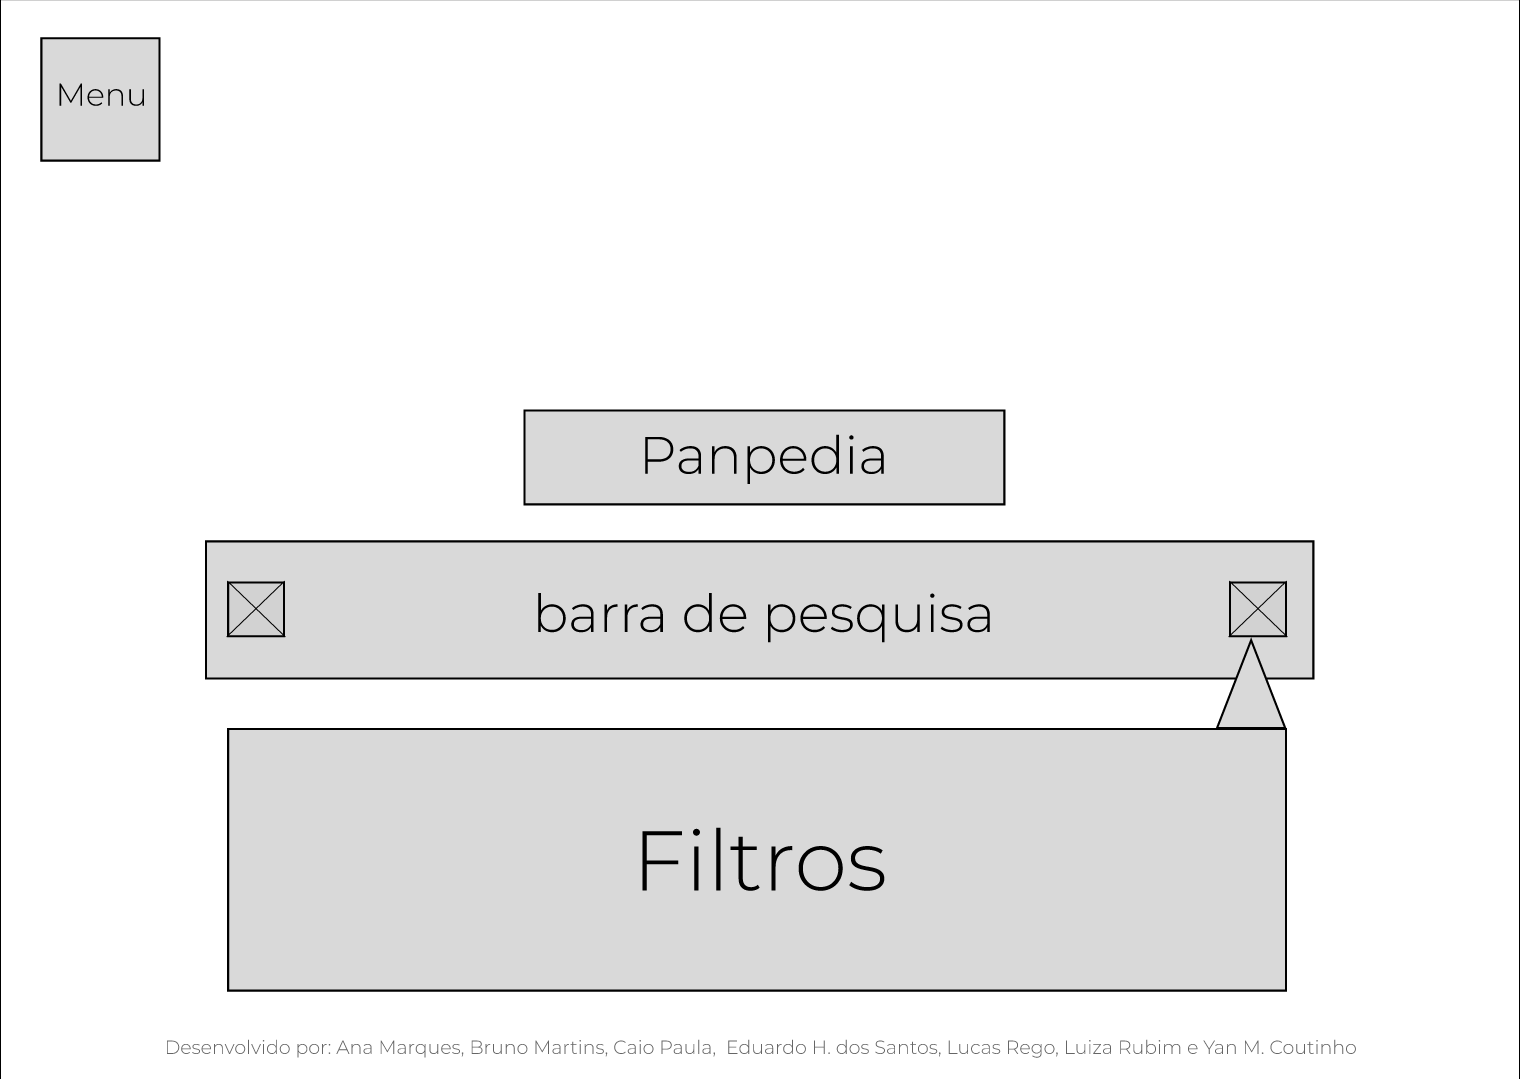 Menu
Panpedia
barra de pesquisa
Filtros
Desenvolvido por: Ana Marques, Bruno Martins, Caio Paula,  Eduardo H. dos Santos, Lucas Rego, Luiza Rubim e Yan M. Coutinho